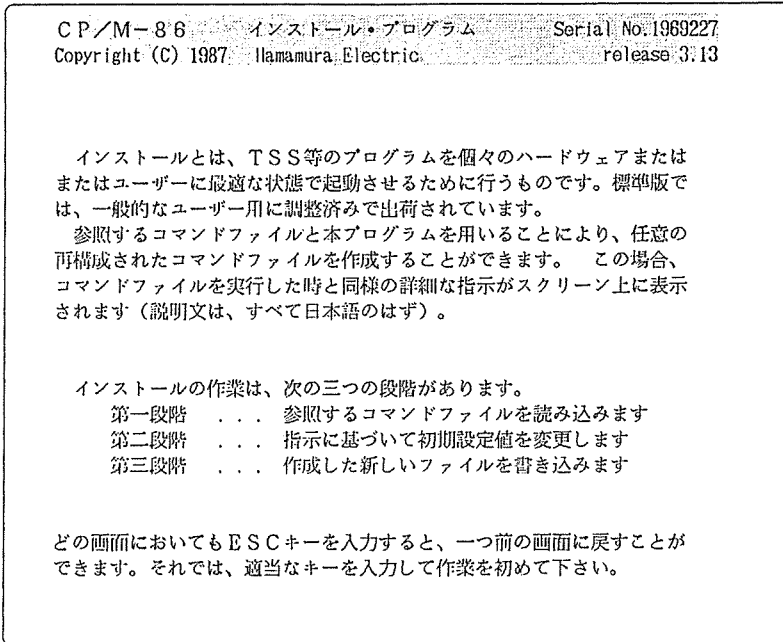 CP/M-86　インストール・プログラム　Serial No.1969227
Copyright (C) 1987 Hamamura Electric　release 3.13
インストールとは、TSS等のプログラムを個々のハードウェアまたは
またはユーザーに最適な状態で起動させるために行うものです。標準版で
は、一般的なユーザー用に調整済みで出荷されています。
参照するコマンドファイルと本プログラムを用いることにより、任意の
再構成されたコマンドファイルを作成することができます。　この場合、
コマンドファイルを実行した時と同様の詳細な指示がスクリーン上に表示
されます（説明文は、すべて日本語のはず）。
インストールの作業は、次の三つの段階があります。
第一段階　. . .　参照するコマンドファイルを読み込みます
第二段階　. . .　指示に基づいて初期設定値を変更します
第三段階　. . .　作成した新しいファイルを書き込みます
どの画面においてもESCキーを入力すると、一つ前の画面に戻すことが
できます。それでは、適当なキーを入力して作業を初めて下さい。